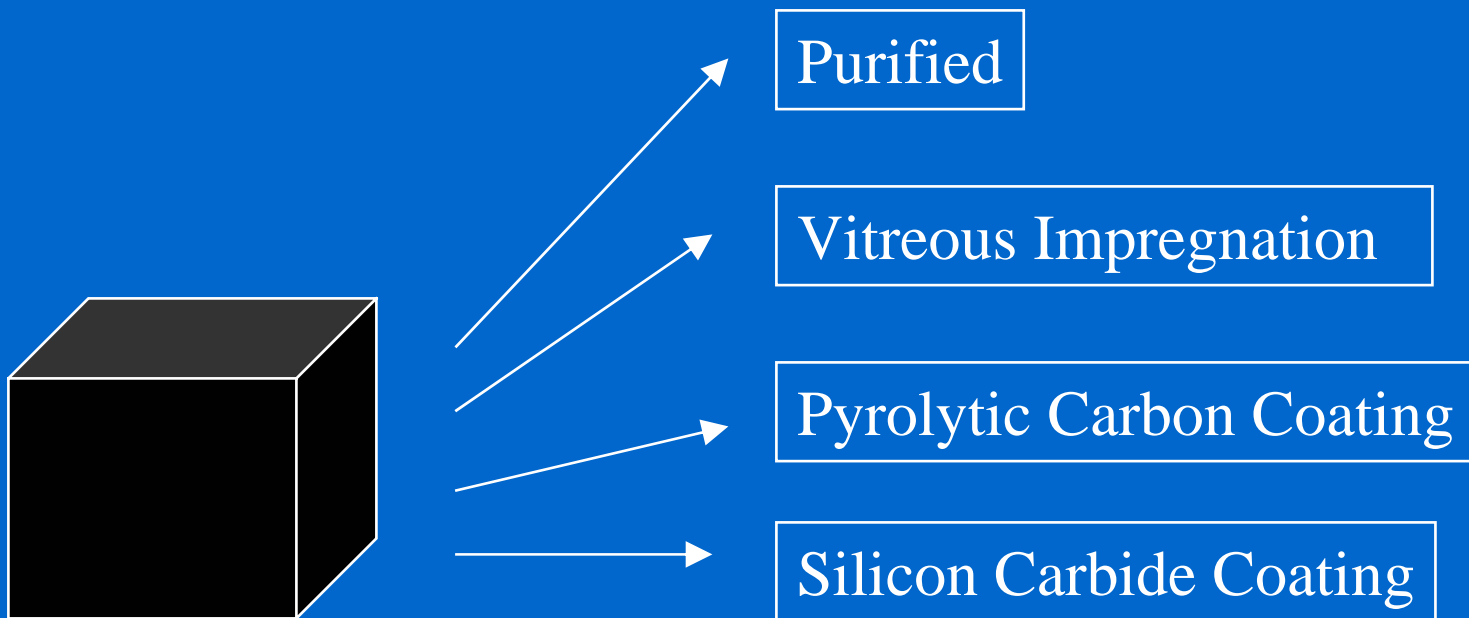 Purified
Vitreous Impregnation
Pyrolytic Carbon Coating
Silicon Carbide Coating